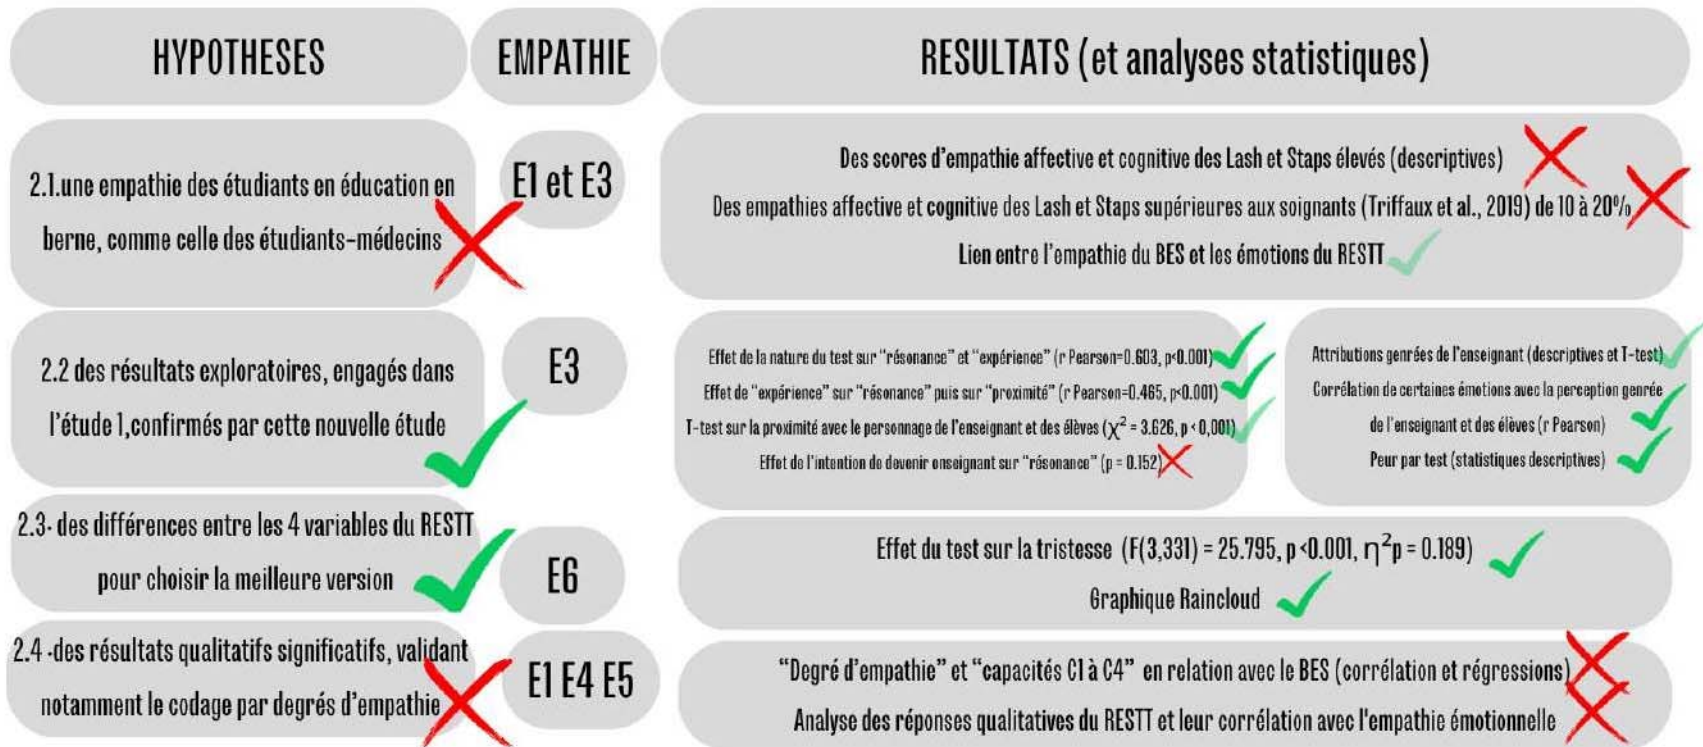 HYPOTHESES
EMPATHIE
RESULTATS (et analyses statistiques)
2.1.une empathie des étudiants en éducation en
berne, comme celle des étudiants-médecins
E1 et E3
Des scores d'empathie affective et cognitive des Lash et Staps élevés (descriptives)
Des empathies affective et cognitive des Lash et Staps supérieures aux soignants (Triffaux et al., 2019) de 10 à 20%
Lien entre l'empathie du BES et les émotions du RESTT
2.2 des résultats exploratoires, engagés dans
l'étude 1,confirmés par cette nouvelle étude
E3
Effet de la nature du test sur "résonance" et "expérience" (r Pearson=0.603, p<0.001)
Effet de "expérience" sur "résonance" puis sur "proximité" (r Pearson=0.465, p<0.001)
T-test sur la proximité avec le personnage de l'enseignant et des élèves (χ² = 3.626, p < 0,001)
Effet de l'intention de devenir enseignant sur "résonance" (p = 0.152)
Attributions genrées de l'enseignant (descriptives et T-test)
Corrélation de certaines émotions avec la perception genrée
de l'enseignant et des élèves (r Pearson)
Peur par test (statistiques descriptives)
2.3- des différences entre les 4 variables du RESTT
pour choisir la meilleure version
E6
Effet du test sur la tristesse (F(3,331) = 25.795, p<0.001, η²p = 0.189)
Graphique Raincloud
2.4 -des résultats qualitatifs significatifs, validant
notamment le codage par degrés d'empathie
E1 E4 E5
"Degré d'empathie" et "capacités C1 à C4" en relation avec le BES (corrélation et régressions)
Analyse des réponses qualitatives du RESTT et leur corrélation avec l'empathie émotionnelle